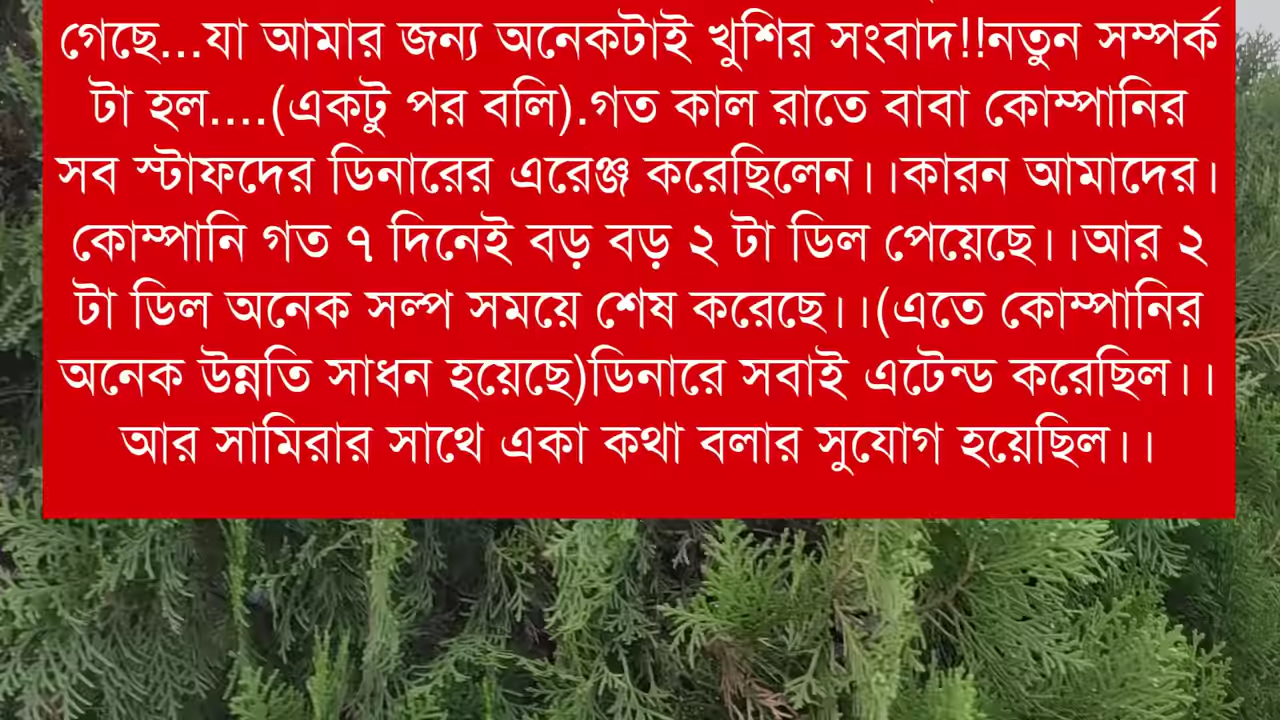 গেছে...যা আমার জন্য অনেকটাই খুশির সংবাদ!!নতুন সম্পর্ক
টা হল....(একটু পর বলি).গত কাল রাতে বাবা কোম্পানির
সব স্টাফদের ডিনারের এরেঞ্জ করেছিলেন।।কারন আমাদের।
কোম্পানি গত ৭ দিনেই বড় বড় ২ টা ডিল পেয়েছে।।আর ২
টা ডিল অনেক সল্প সময়ে শেষ করেছে।।(এতে কোম্পানির
অনেক উন্নতি সাধন হয়েছে)ডিনারে সবাই এটেন্ড করেছিল।।
আর সামিরার সাথে একা কথা বলার সুযোগ হয়েছিল।।